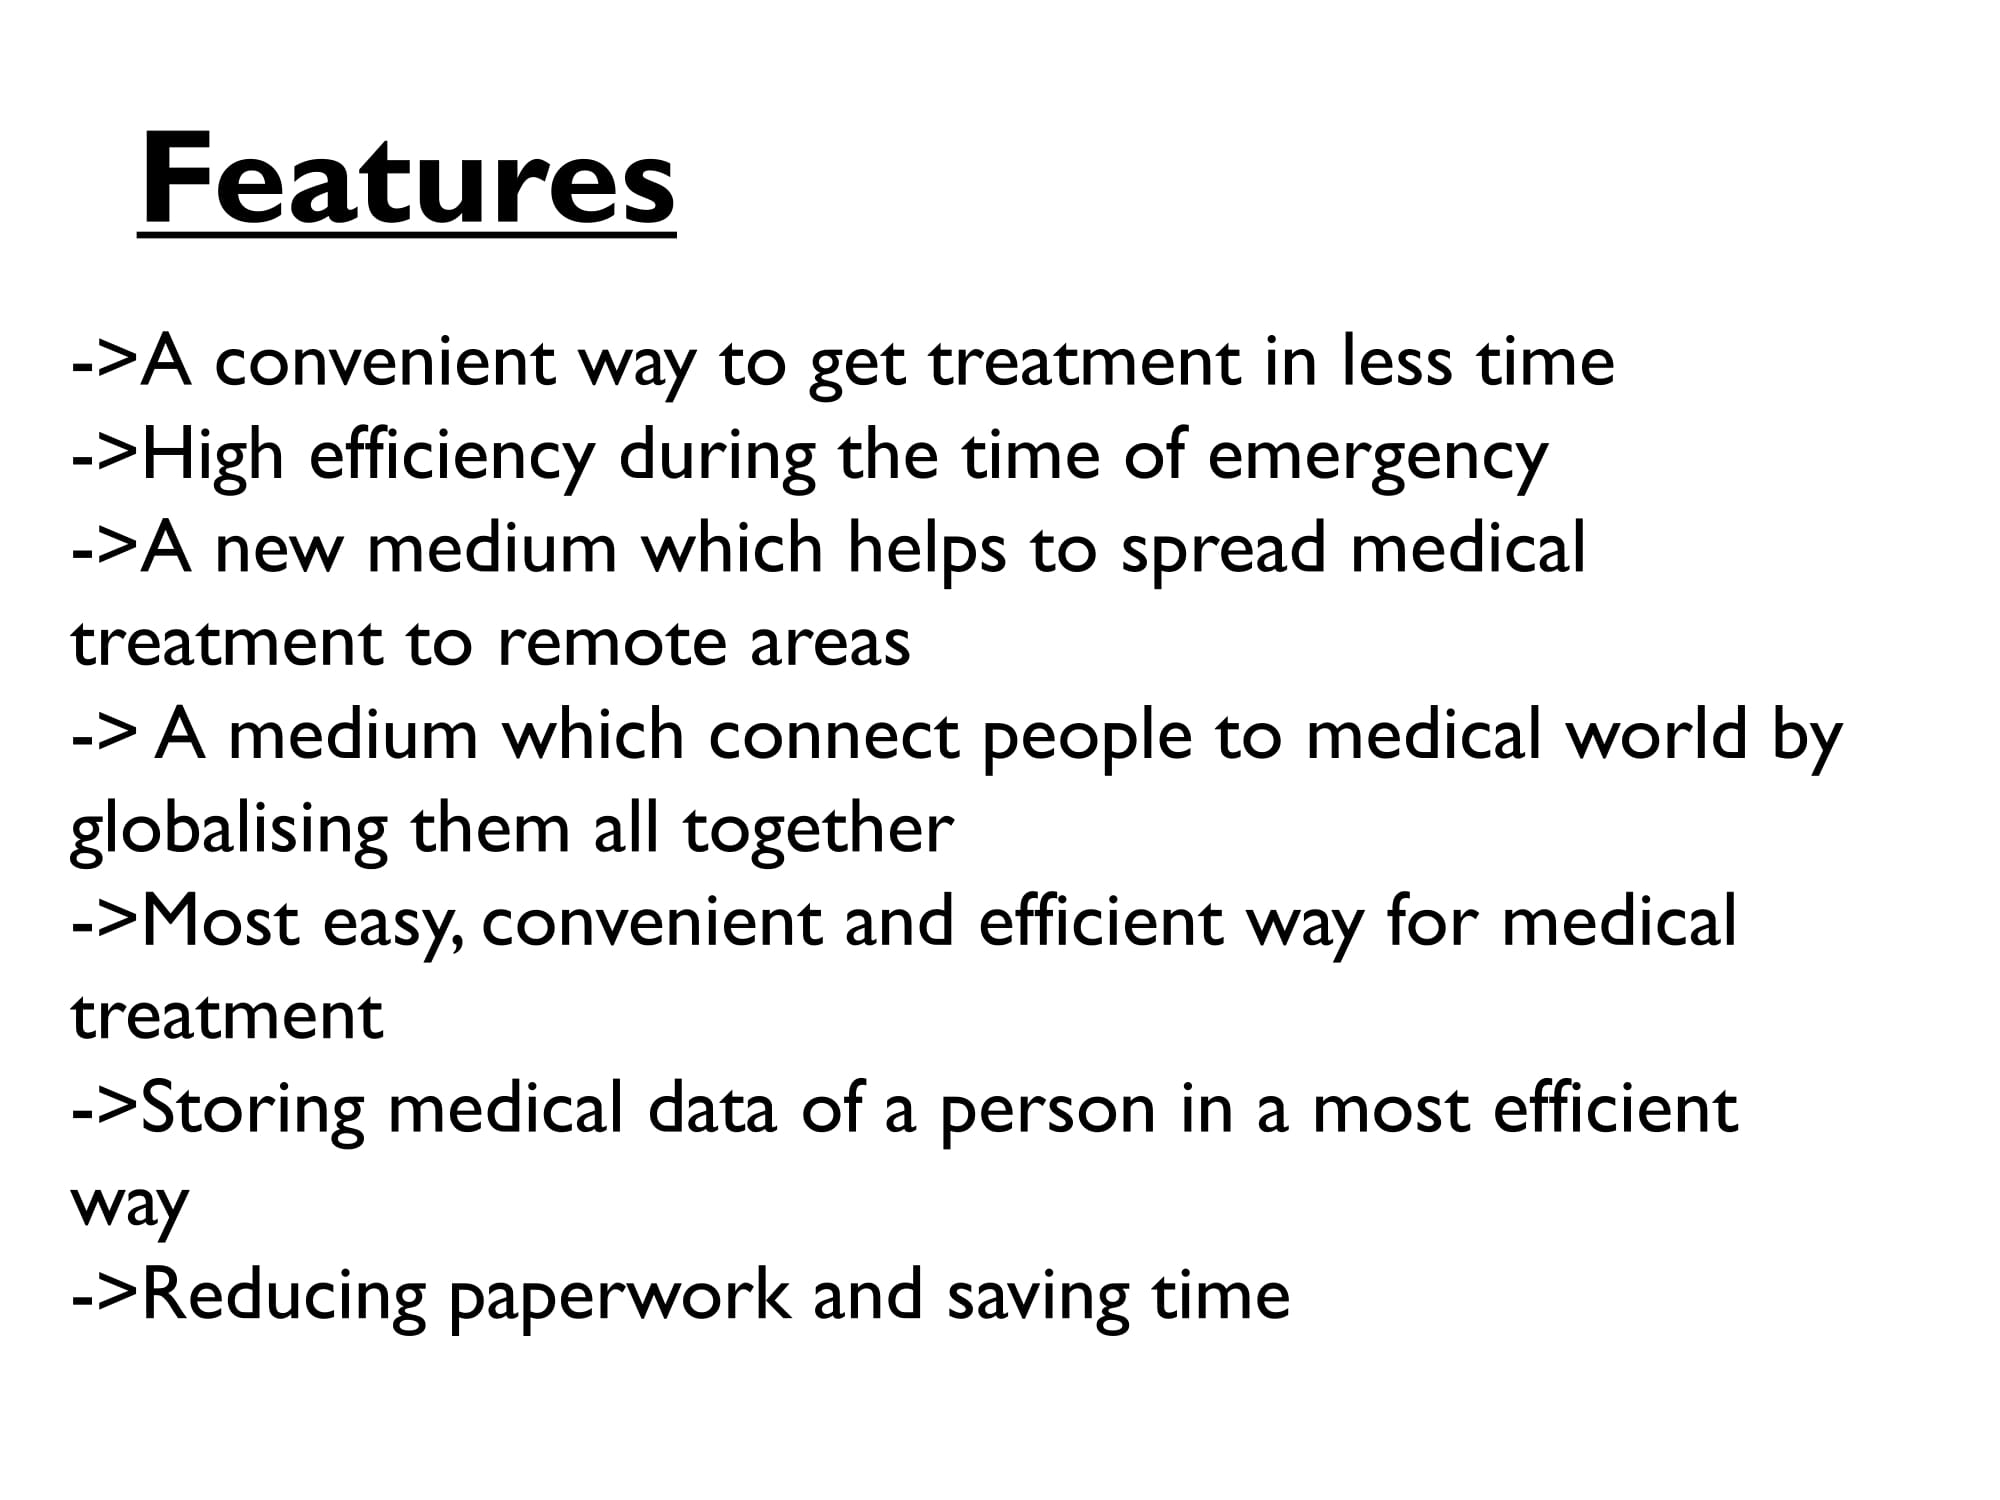 Features
->A convenient way to get treatment in less time
->High efficiency during the time of emergency
->A new medium which helps to spread medical
treatment to remote areas
-> A medium which connect people to medical world by
globalising them all together
->Most easy, convenient and efficient way for medical
treatment
->Storing medical data of a person in a most efficient
way
->Reducing paperwork and saving time